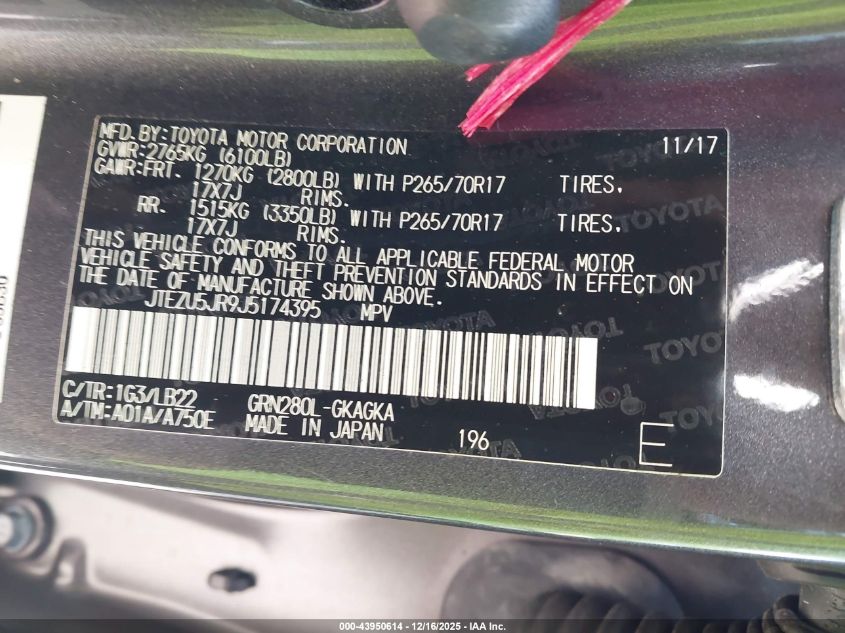 MFD.BY:TOYOTA MOTOR CORPORATION 11/17
GVWR:2765KG (6100LB)
GAWR:FRT. 1270KG (2800LB) WITH P265/70R17 TIRES,
17X7J RIMS.
RR. 1515KG (3350LB) WITH P265/70R17 TIRES,
17X7J RIMS.
THIS VEHICLE CONFORMS TO ALL APPLICABLE FEDERAL MOTOR
VEHICLE SAFETY AND THEFT PREVENTION STANDARDS IN EFFECT ON
THE DATE OF MANUFACTURE SHOWN ABOVE.
JTEZU5JR9J5174395 MPV
C/TR:1G3/LB22 GRN280L-GKAGKA
A/TM:A01A/A750E MADE IN JAPAN 196 E
000-43950614 - 12/16/2025 - IAA Inc.